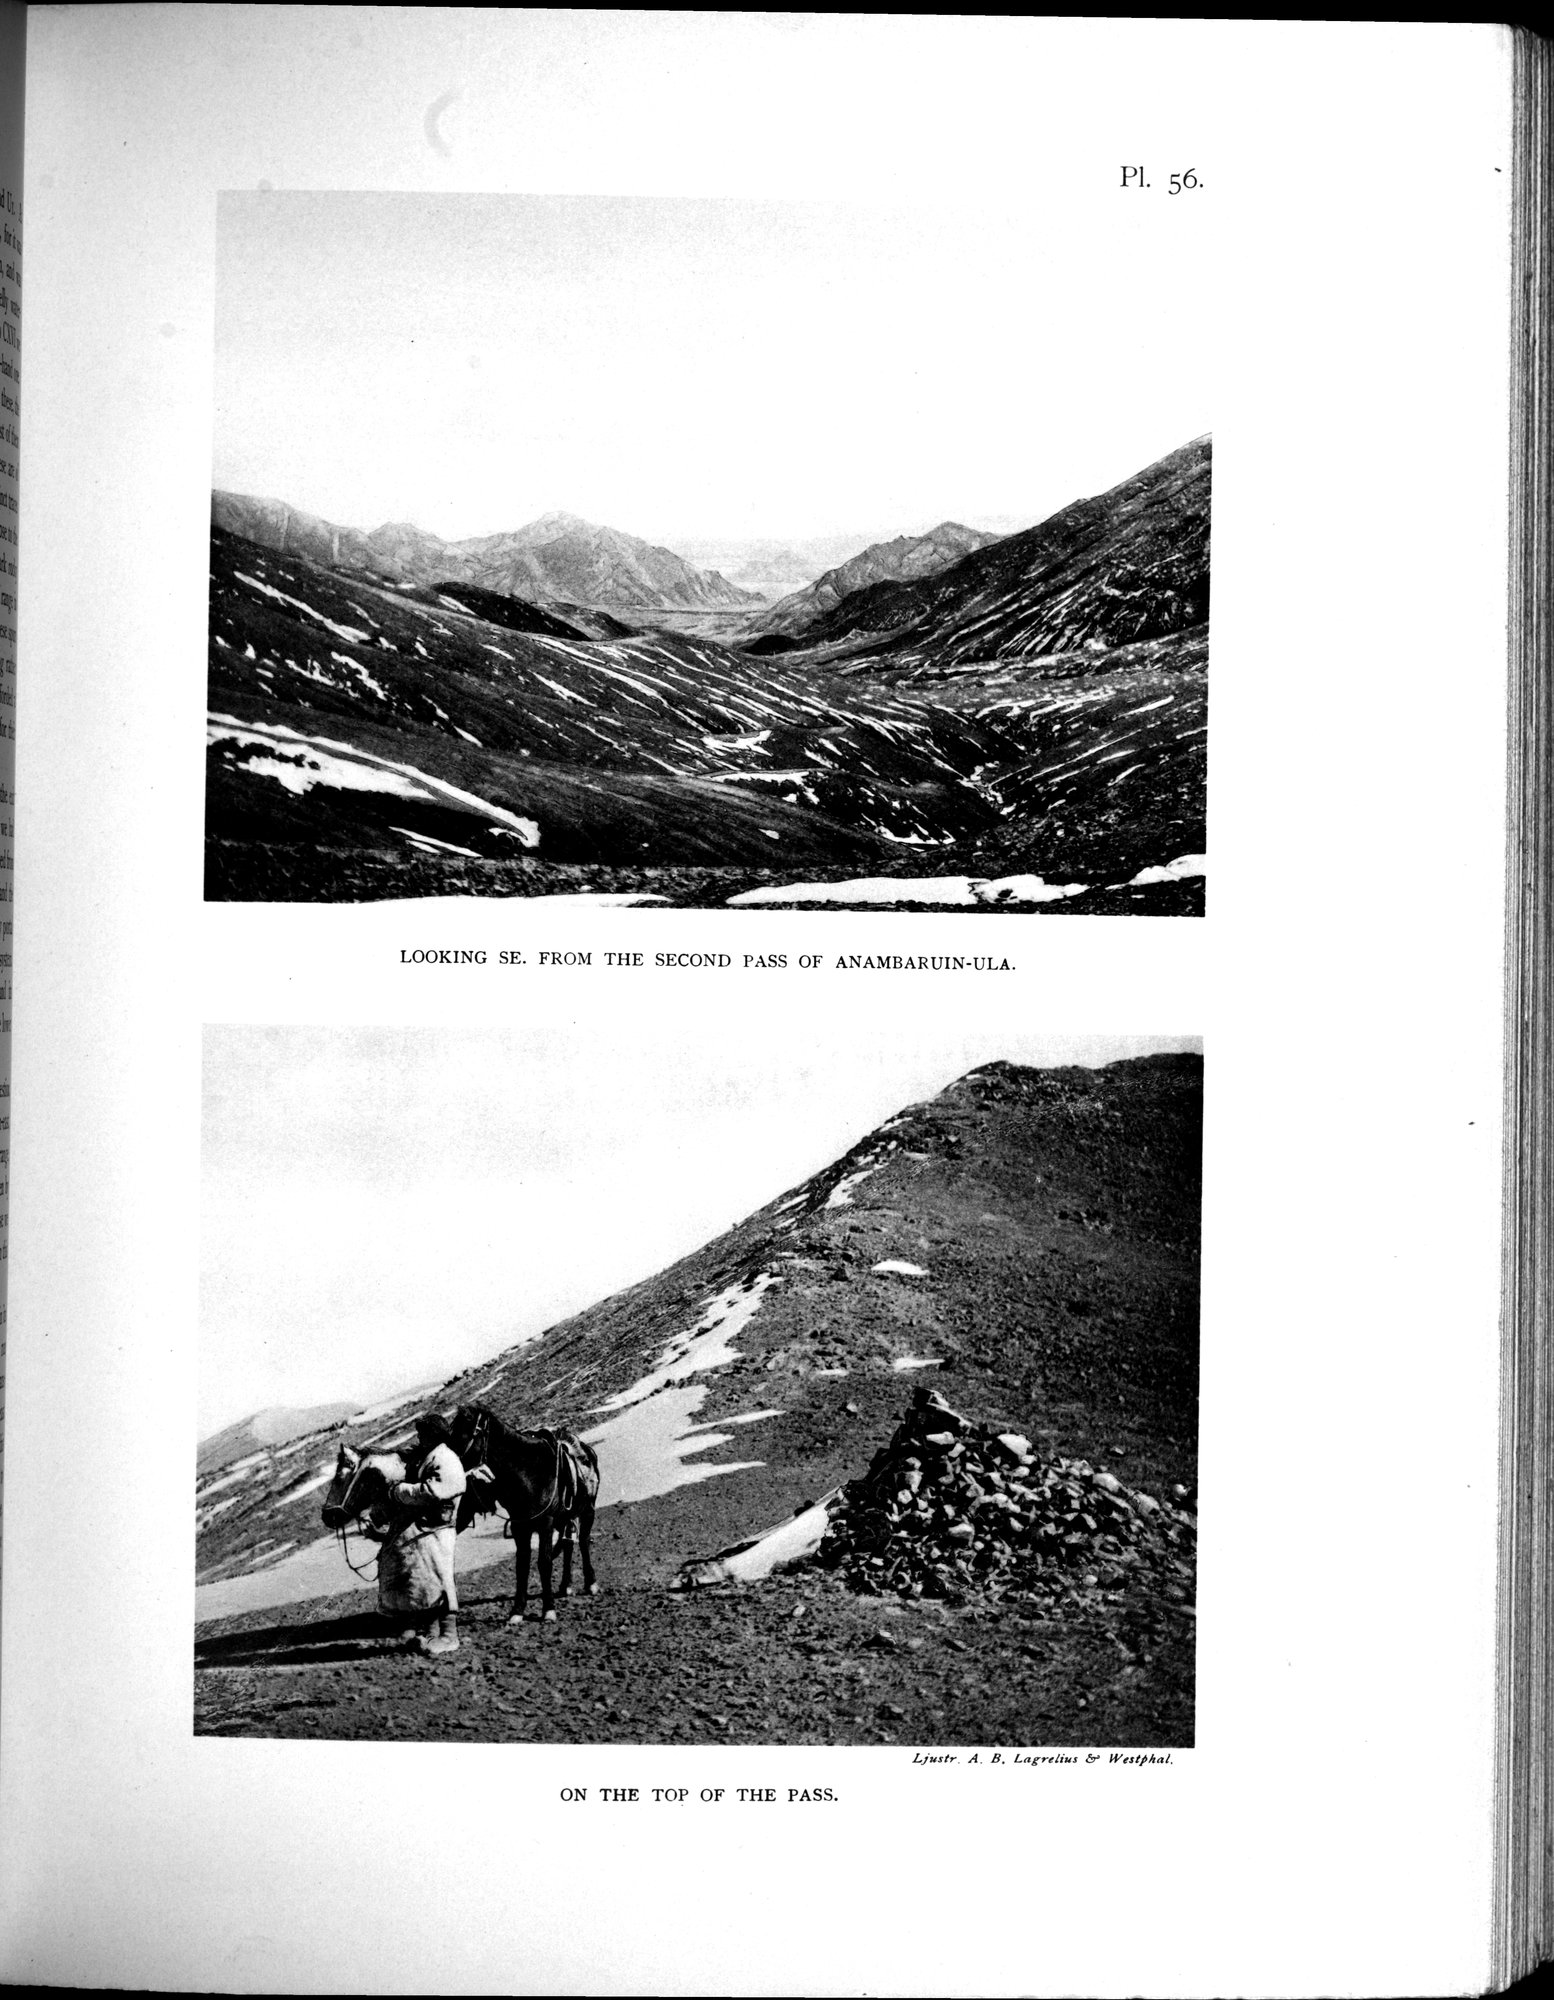 Pl. 56.
LOOKING SE. FROM THE SECOND PASS OF ANAMBARUIN-ULA.
Ljustr. A. B. Lagrelius & Westphal.
ON THE TOP OF THE PASS.